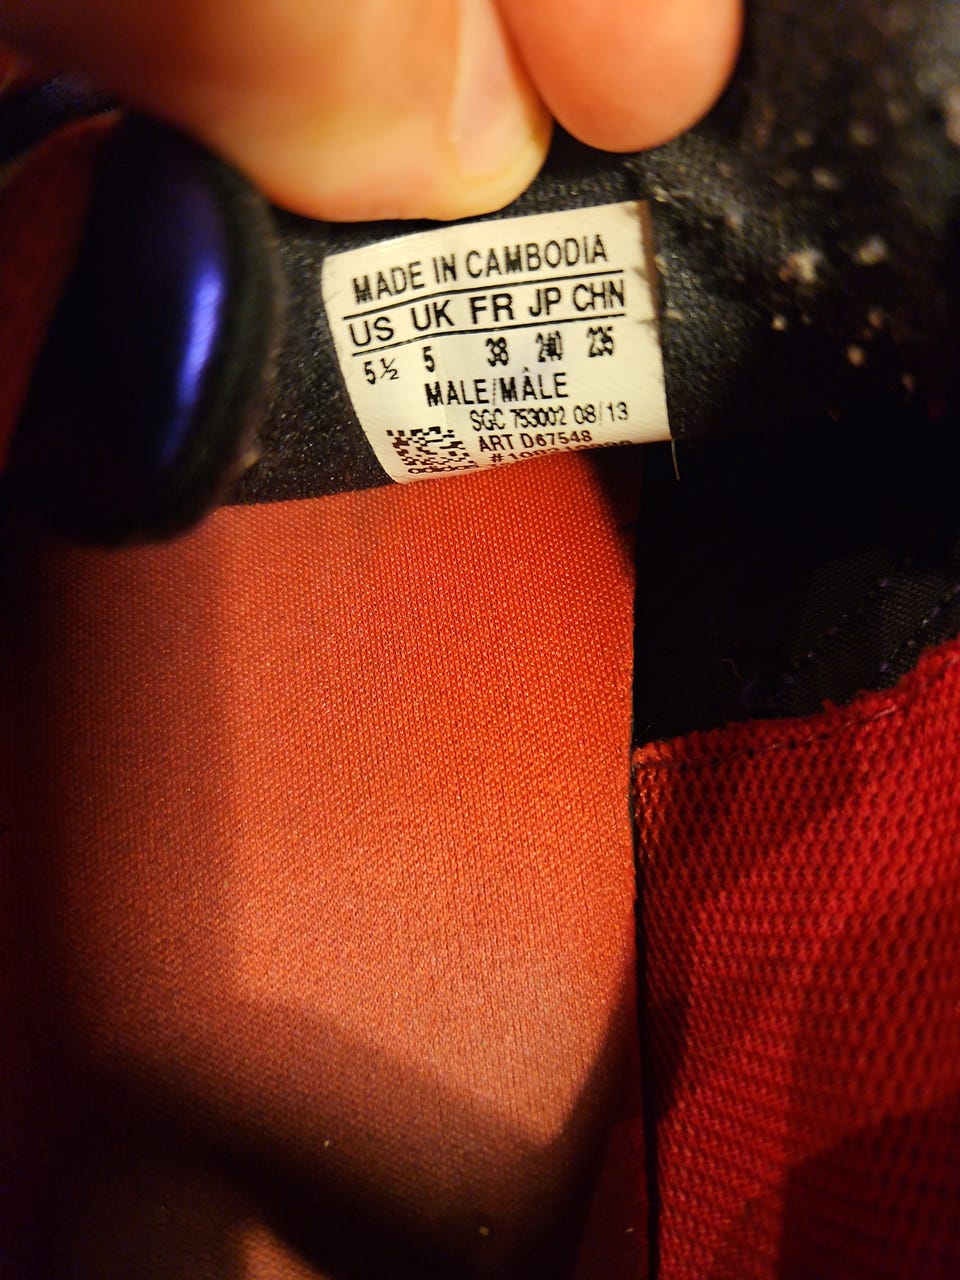 MADE IN CAMBODIA
US UK FR JP CHN
5½ 5 38 240 235
MALE/MÂLE
SGC 753002 08/13
ART D67548
adidas